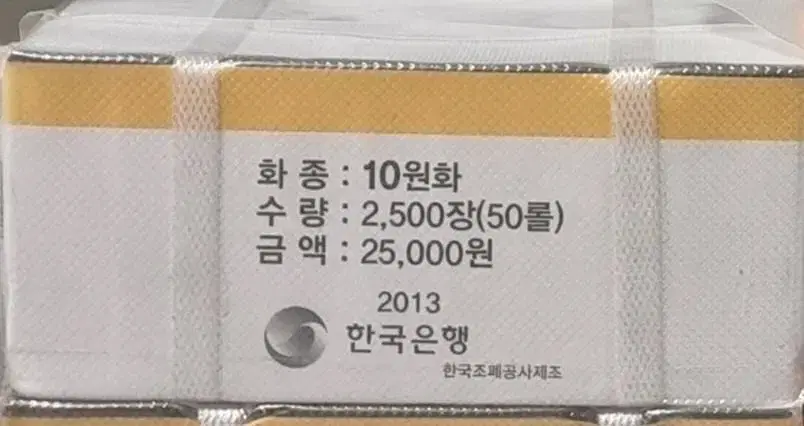 화 종 : 10원화
수 량 : 2,500장(50롤)
금 액 : 25,000원
2013
한국은행
한국조폐공사제조